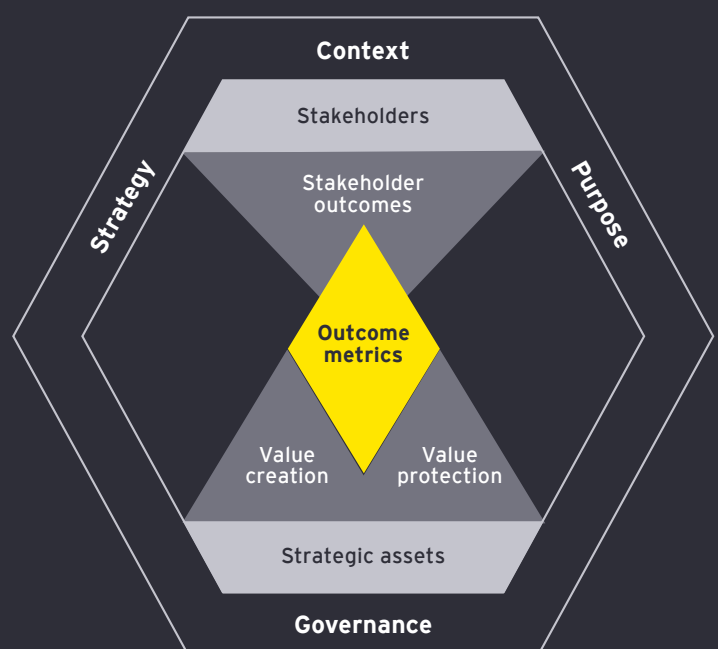 Context
Stakeholders
Strategy
Purpose
Stakeholder
outcomes
Outcome
metrics
Value
creation
Value
protection
Strategic assets
Governance